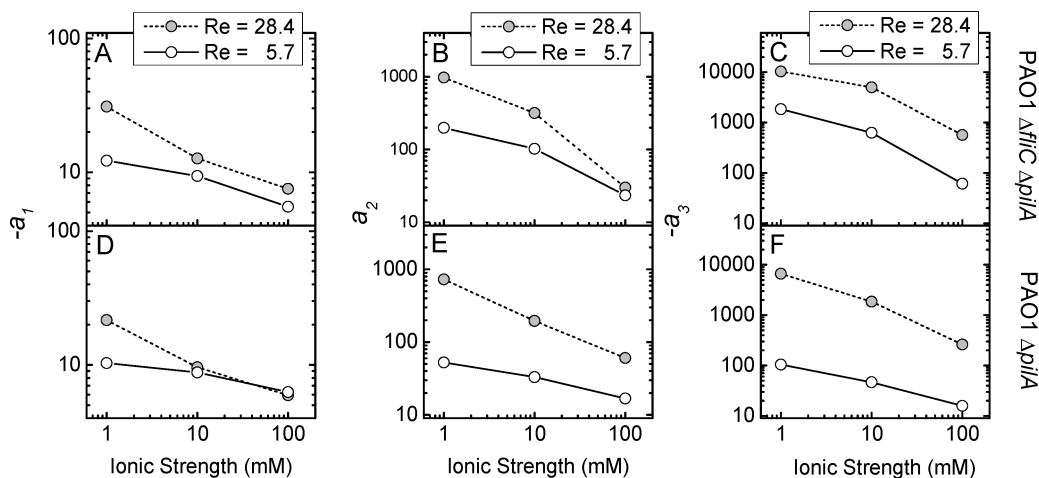 Re = 28.4
Re = 5.7
Re = 28.4
Re = 5.7
Re = 28.4
Re = 5.7
A
B
C
100
10
-a1
1000
100
10
a2
10000
1000
100
10
-a3
PAO1 ΔfliC ΔpilA
D
E
F
100
10
1000
100
10
10000
1000
100
10
PAO1 ΔpilA
1 10 100
1 10 100
1 10 100
Ionic Strength (mM)
Ionic Strength (mM)
Ionic Strength (mM)